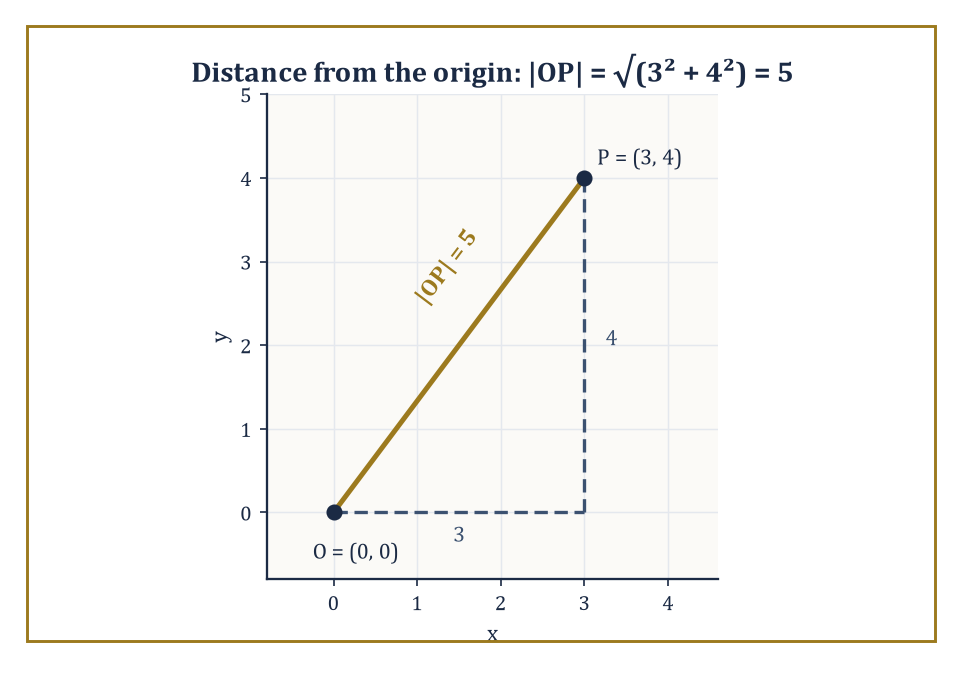 Distance from the origin: |OP| = √(3² + 4²) = 5
5
P = (3, 4)
4
|OP| = 5
3
y
2
4
1
0
3
O = (0, 0)
0 1 2 3 4
x